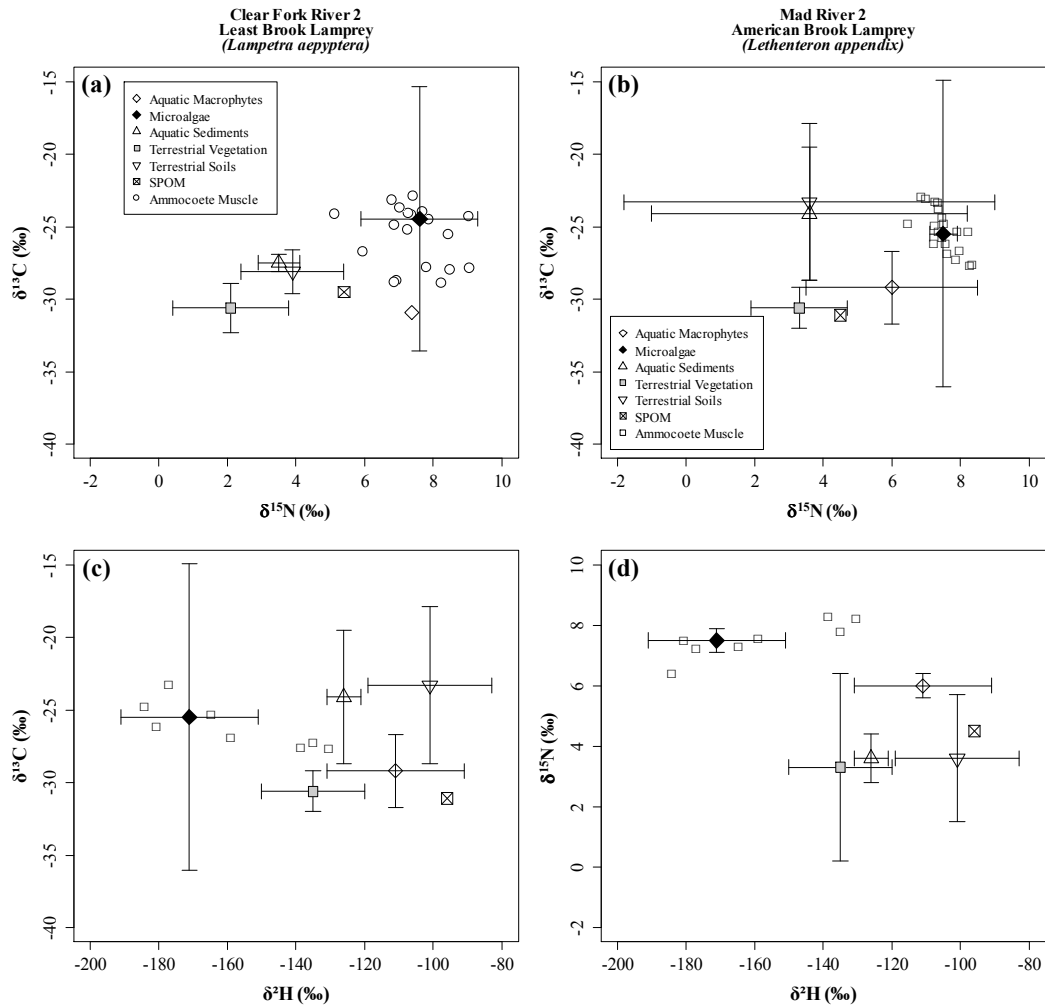 Clear Fork River 2
Least Brook Lamprey
(Lampetra aepyptera)
Mad River 2
American Brook Lamprey
(Lethenteron appendix)
(a)
Aquatic Macrophytes
Microalgae
Aquatic Sediments
Terrestrial Vegetation
Terrestrial Soils
SPOM
Ammocoete Muscle
-15
-20
-25
-30
-35
-40
δ¹³C (‰)
-2 0 2 4 6 8 10
δ¹⁵N (‰)
(b)
Aquatic Macrophytes
Microalgae
Aquatic Sediments
Terrestrial Vegetation
Terrestrial Soils
SPOM
Ammocoete Muscle
-15
-20
-25
-30
-35
-40
δ¹³C (‰)
-2 0 2 4 6 8 10
δ¹⁵N (‰)
(c)
-15
-20
-25
-30
-35
-40
δ¹³C (‰)
-200 -180 -160 -140 -120 -100 -80
δ²H (‰)
(d)
10
8
6
4
2
0
-2
δ¹⁵N (‰)
-200 -180 -160 -140 -120 -100 -80
δ²H (‰)